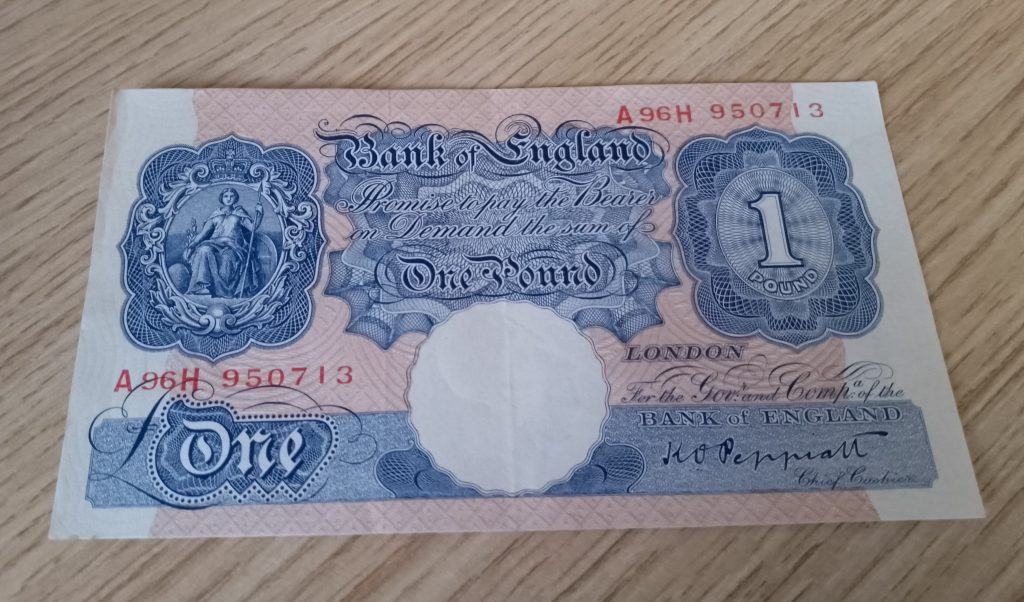 A96H 950713
Bank of England
Promise to pay the Bearer
on Demand the sum of
One Pound
1
POUND
LONDON
A96H 950713
For the Govr. and Compa. of the
BANK of ENGLAND
One
K O Peppiatt
Chief Cashier